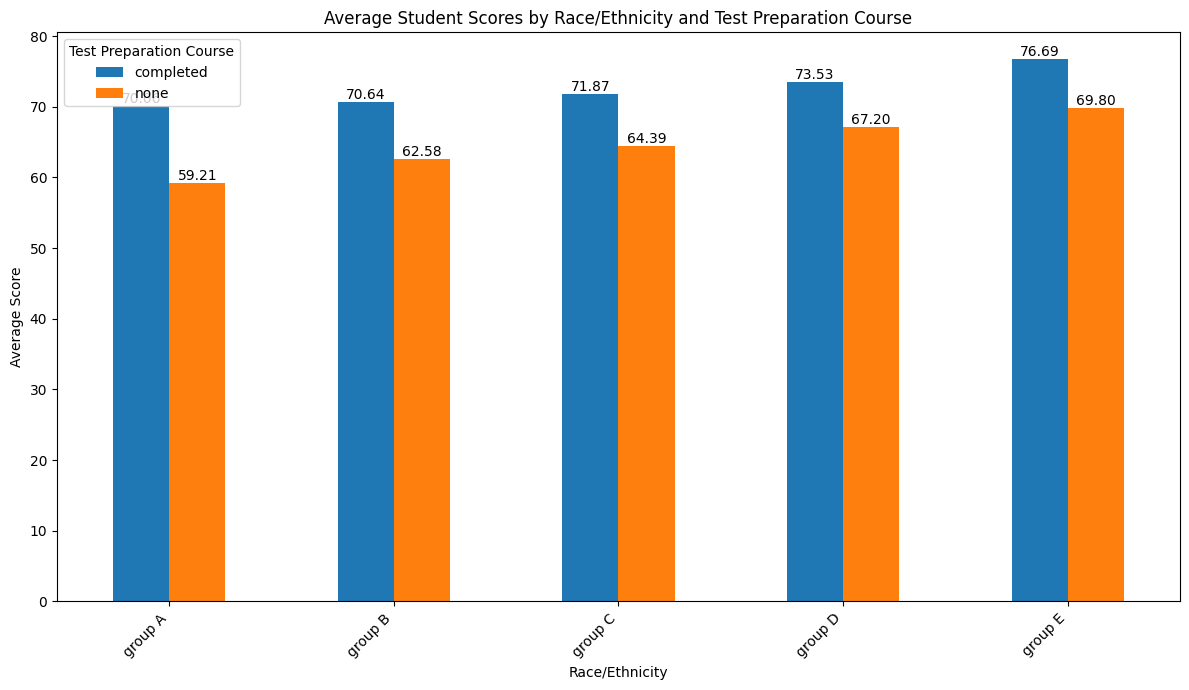 Average Student Scores by Race/Ethnicity and Test Preparation Course
Test Preparation Course
completed
none
59.21
70.64
62.58
71.87
64.39
73.53
67.20
76.69
69.80
Average Score
80
70
60
50
40
30
20
10
0
group A
group B
group C
group D
group E
Race/Ethnicity